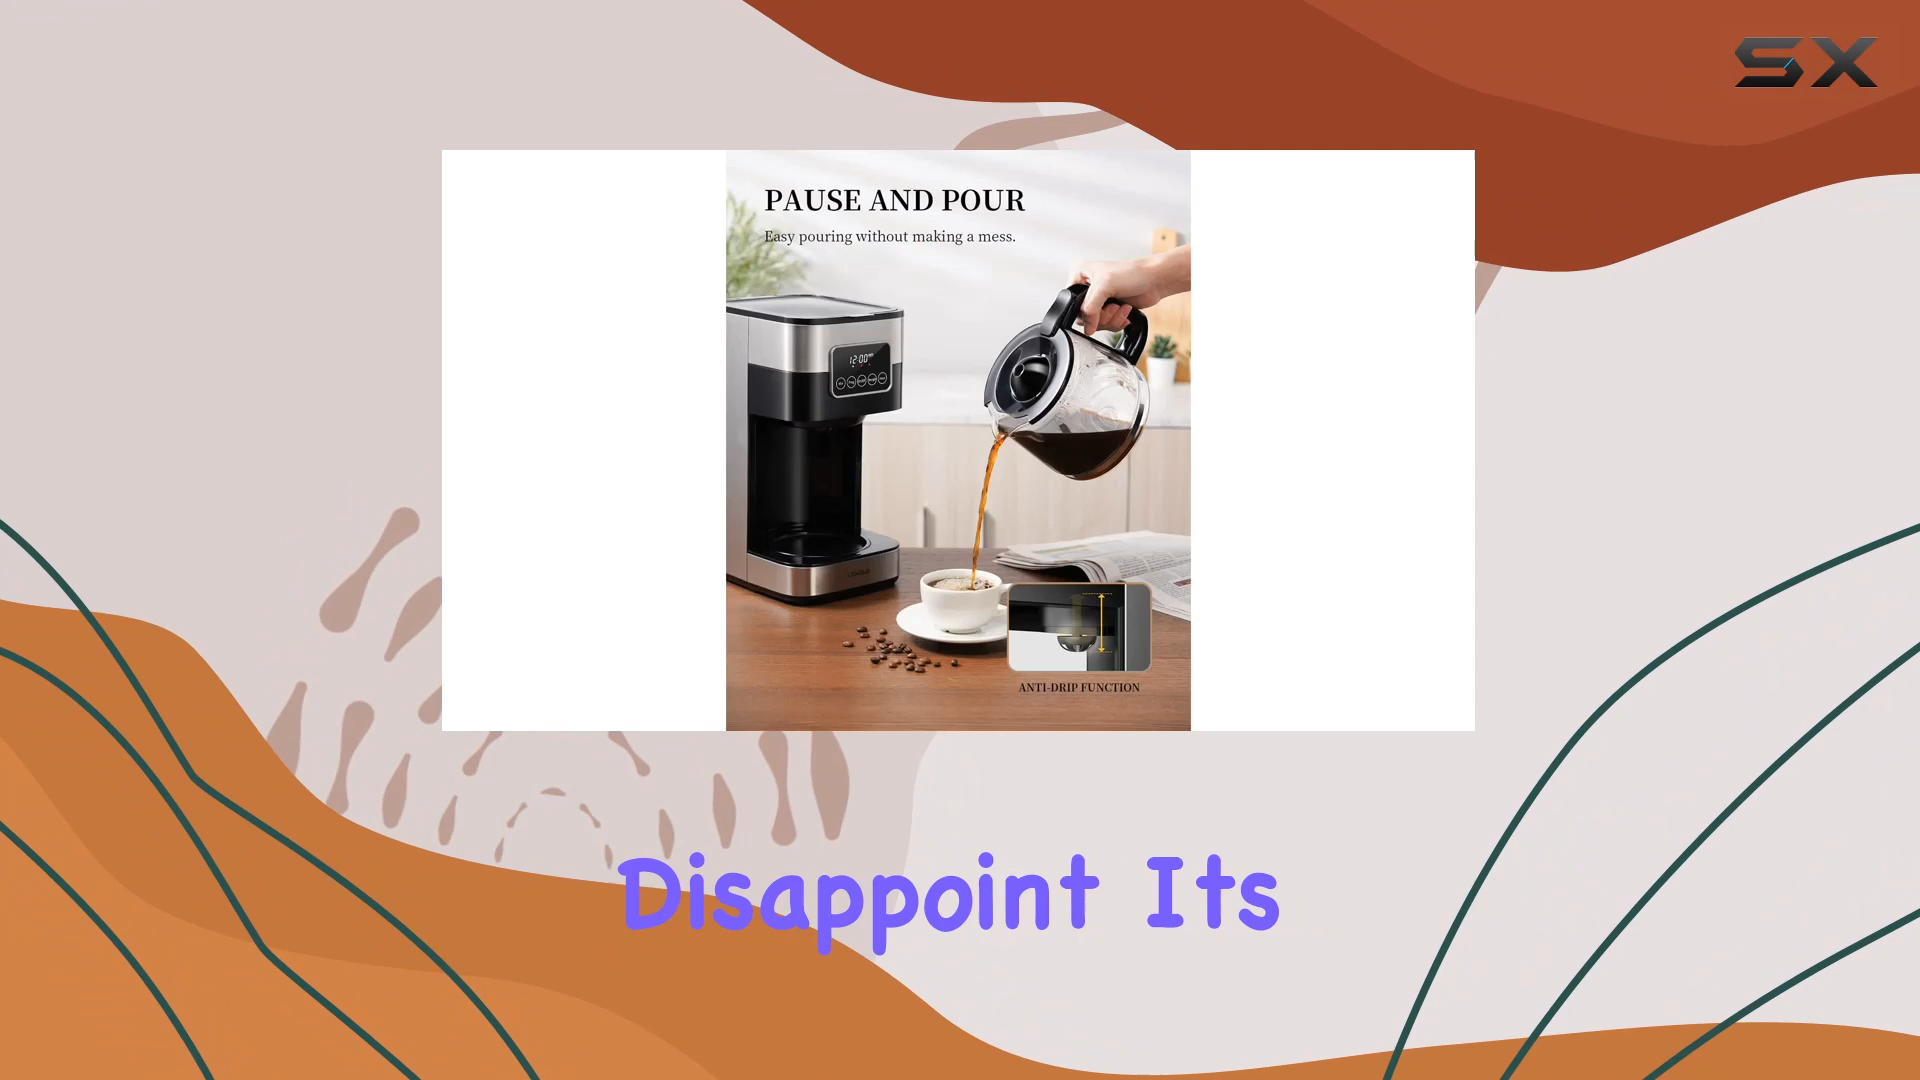 SX
PAUSE AND POUR
Easy pouring without making a mess.
12:00
ANTI-DRIP FUNCTION
Disappoint Its